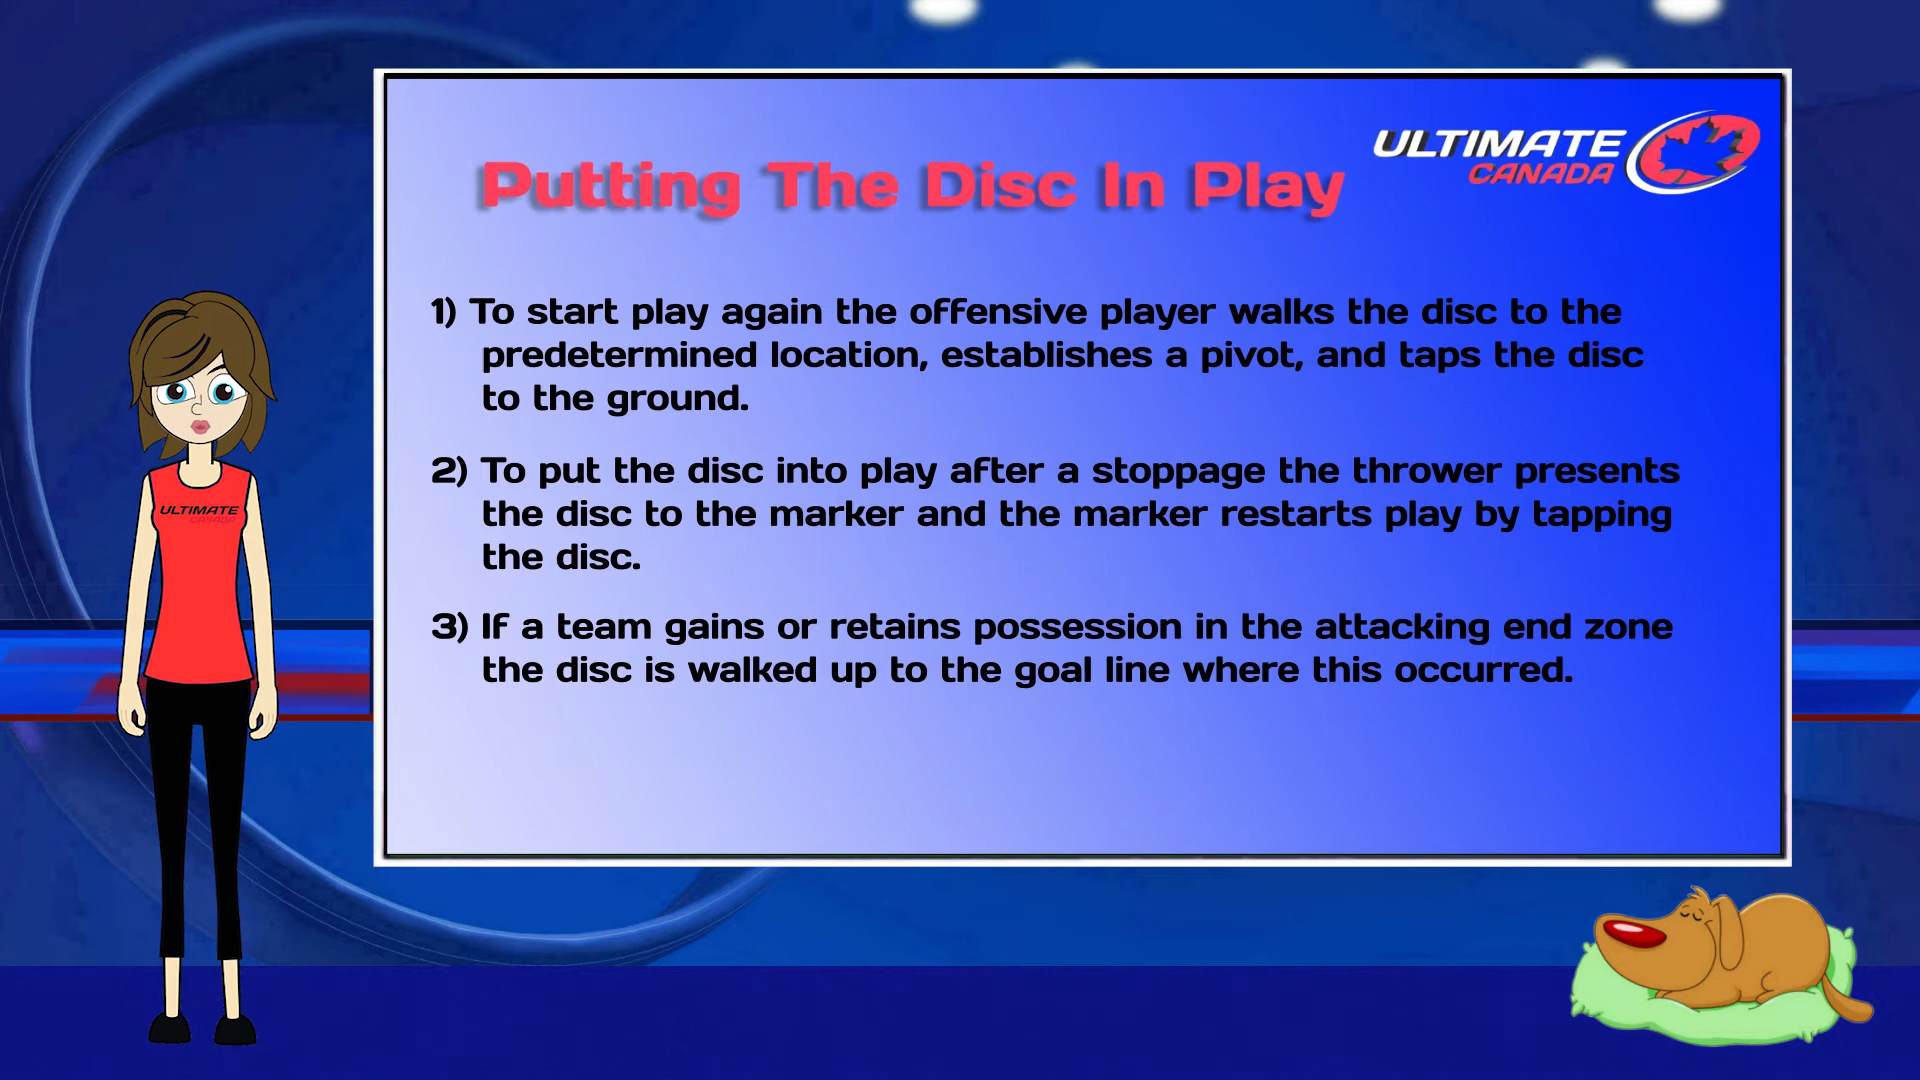 ULTIMATE
CANADA
Putting The Disc In Play
1) To start play again the offensive player walks the disc to the
predetermined location, establishes a pivot, and taps the disc
to the ground.
2) To put the disc into play after a stoppage the thrower presents
the disc to the marker and the marker restarts play by tapping
the disc.
3) If a team gains or retains possession in the attacking end zone
the disc is walked up to the goal line where this occurred.
ULTIMATE
CANADA